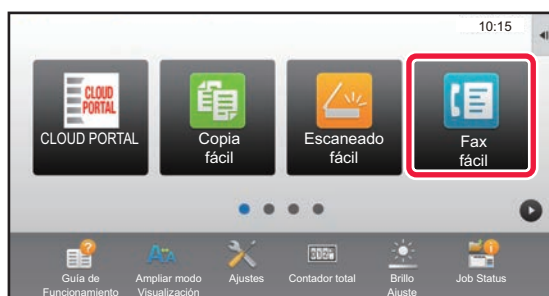 10:15
CLOUD
PORTAL
CLOUD PORTAL
Copia
fácil
Escaneado
fácil
Fax
fácil
Guía de
Funcionamiento
Ampliar modo
Visualización
Ajustes
Contador total
Brillo
Ajuste
Job Status